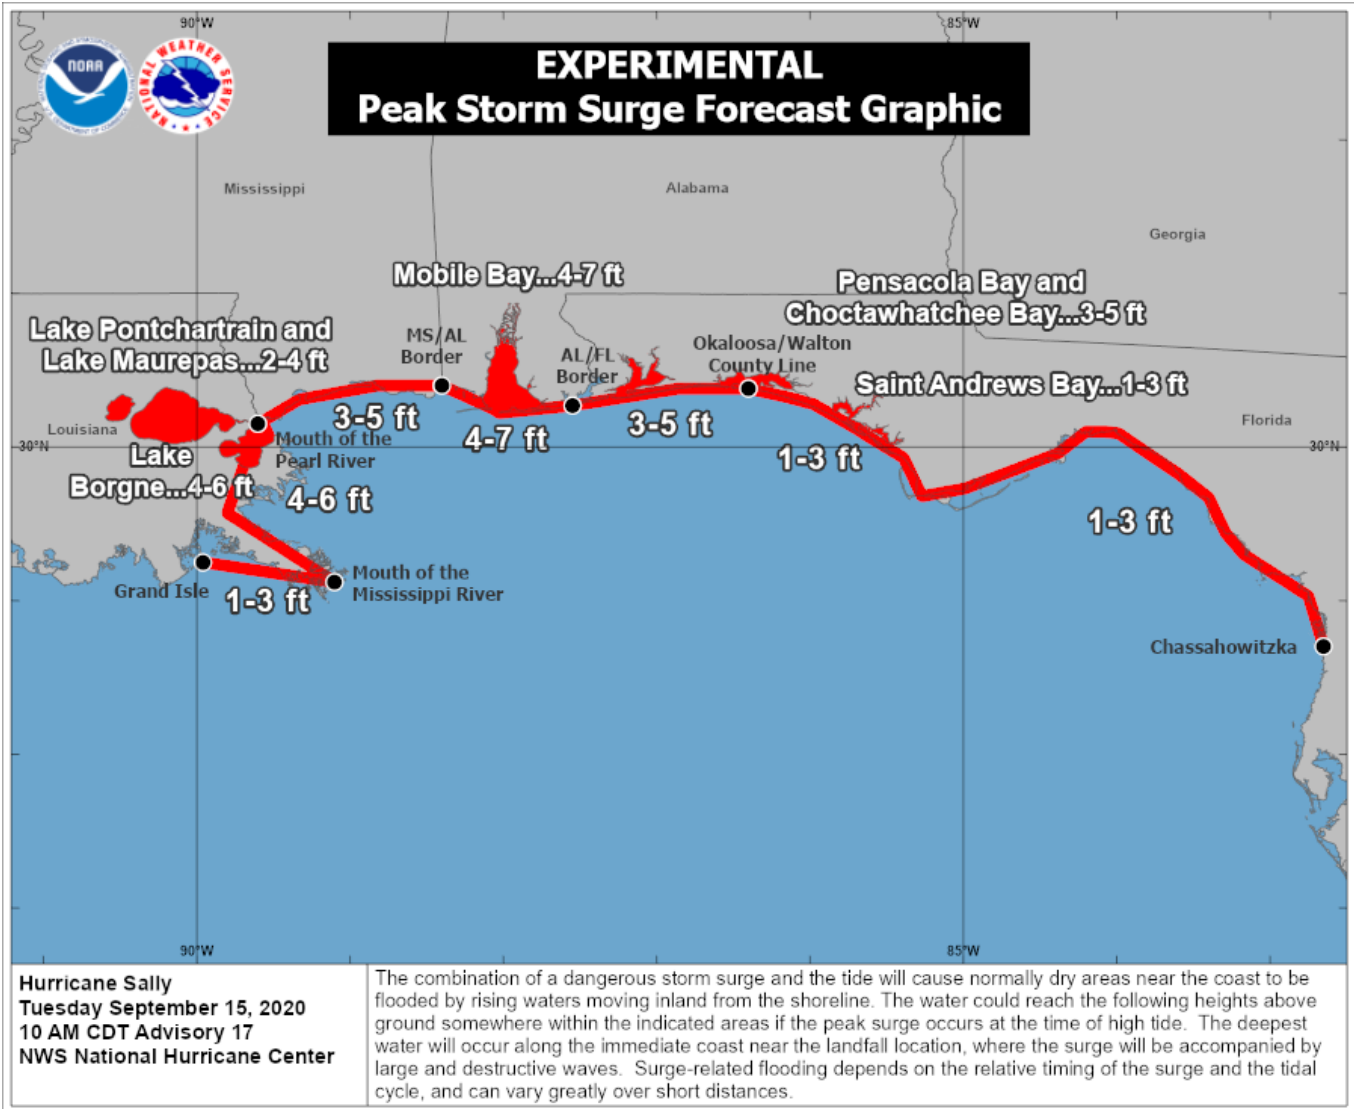 90°W
85°W
NOAA
NATIONAL WEATHER SERVICE
EXPERIMENTAL
Peak Storm Surge Forecast Graphic
Mississippi
Alabama
Georgia
Mobile Bay...4-7 ft
Pensacola Bay and
Choctawhatchee Bay...3-5 ft
Lake Pontchartrain and
Lake Maurepas...2-4 ft
MS/AL
Border
AL/FL
Border
Okaloosa/Walton
County Line
Saint Andrews Bay...1-3 ft
Louisiana
3-5 ft
4-7 ft
3-5 ft
Florida
30°N
30°N
Mouth of the
Pearl River
1-3 ft
Lake
Borgne...4-6 ft
4-6 ft
1-3 ft
Grand Isle
1-3 ft
Mouth of the
Mississippi River
Chassahowitzka
90°W
85°W
Hurricane Sally
Tuesday September 15, 2020
10 AM CDT Advisory 17
NWS National Hurricane Center
The combination of a dangerous storm surge and the tide will cause normally dry areas near the coast to be
flooded by rising waters moving inland from the shoreline. The water could reach the following heights above
ground somewhere within the indicated areas if the peak surge occurs at the time of high tide. The deepest
water will occur along the immediate coast near the landfall location, where the surge will be accompanied by
large and destructive waves. Surge-related flooding depends on the relative timing of the surge and the tidal
cycle, and can vary greatly over short distances.